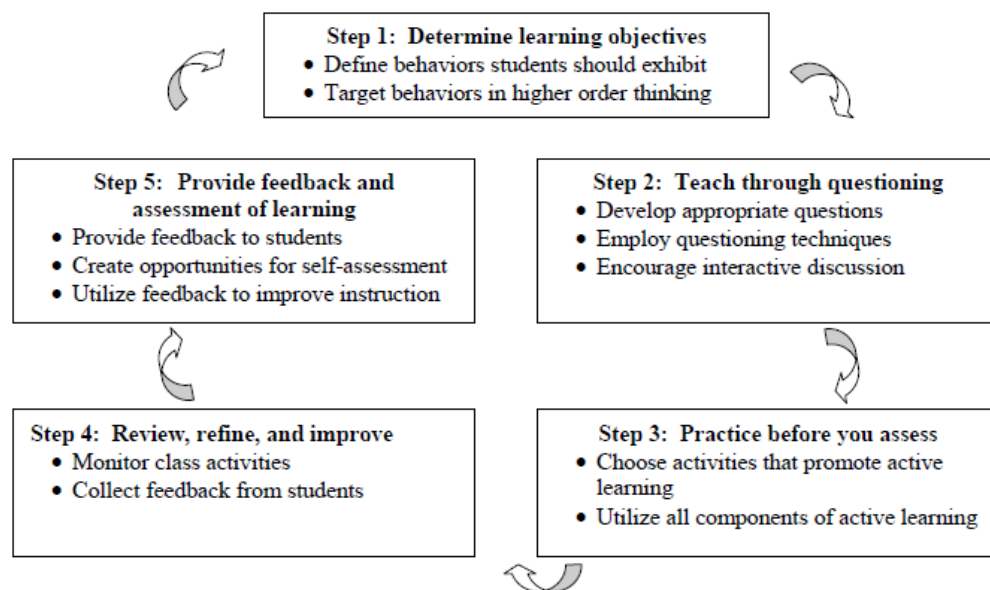 Step 1:  Determine learning objectives
• Define behaviors students should exhibit
• Target behaviors in higher order thinking
Step 2:  Teach through questioning
• Develop appropriate questions
• Employ questioning techniques
• Encourage interactive discussion
Step 3:  Practice before you assess
• Choose activities that promote active
learning
• Utilize all components of active learning
Step 4:  Review, refine, and improve
• Monitor class activities
• Collect feedback from students
Step 5:  Provide feedback and
assessment of learning
• Provide feedback to students
• Create opportunities for self-assessment
• Utilize feedback to improve instruction